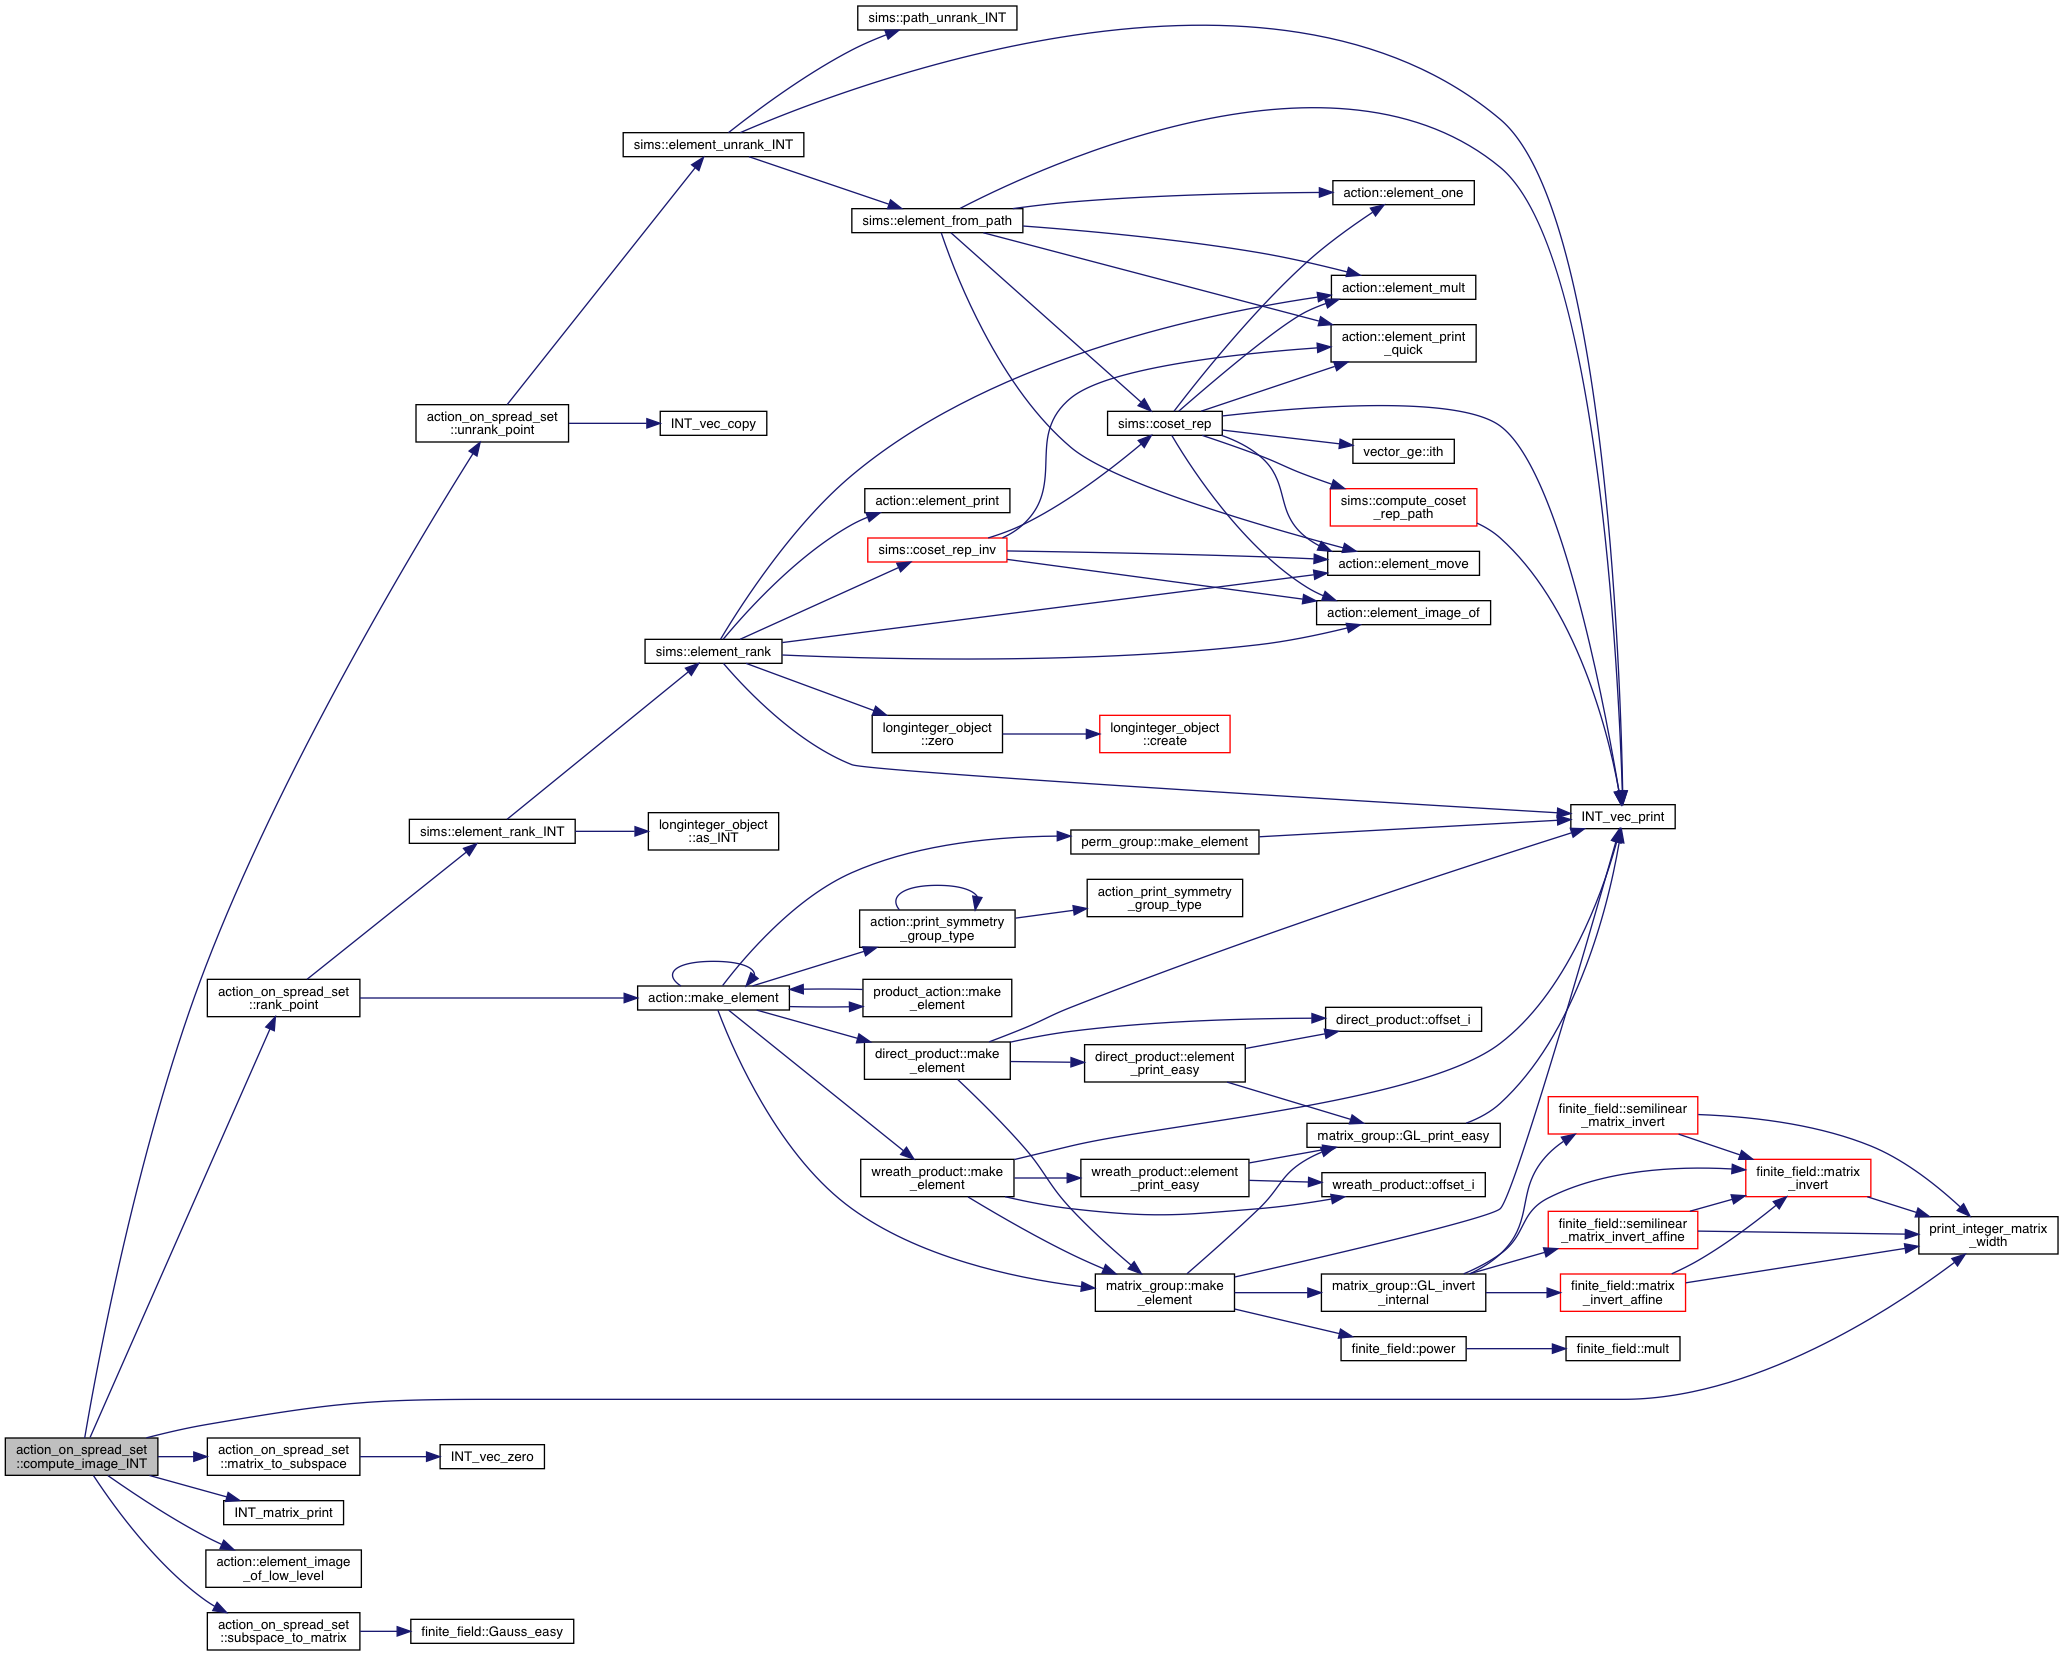 sims::path_unrank_INT
sims::element_unrank_INT
action::element_one
sims::element_from_path
action::element_mult
action::element_print
_quick
action_on_spread_set
::unrank_point
INT_vec_copy
sims::coset_rep
vector_ge::ith
action::element_print
sims::compute_coset
_rep_path
sims::coset_rep_inv
action::element_move
action::element_image_of
sims::element_rank
longinteger_object
::zero
longinteger_object
::create
INT_vec_print
sims::element_rank_INT
longinteger_object
::as_INT
perm_group::make_element
action_print_symmetry
_group_type
action::print_symmetry
_group_type
action_on_spread_set
::rank_point
action::make_element
product_action::make
_element
direct_product::offset_i
direct_product::make
_element
direct_product::element
_print_easy
finite_field::semilinear
_matrix_invert
matrix_group::GL_print_easy
wreath_product::make
_element
wreath_product::element
_print_easy
wreath_product::offset_i
finite_field::matrix
_invert
finite_field::semilinear
_matrix_invert_affine
print_integer_matrix
_width
matrix_group::make
_element
matrix_group::GL_invert
_internal
finite_field::matrix
_invert_affine
finite_field::power
finite_field::mult
action_on_spread_set
::compute_image_INT
action_on_spread_set
::matrix_to_subspace
INT_vec_zero
INT_matrix_print
action::element_image
_of_low_level
action_on_spread_set
::subspace_to_matrix
finite_field::Gauss_easy